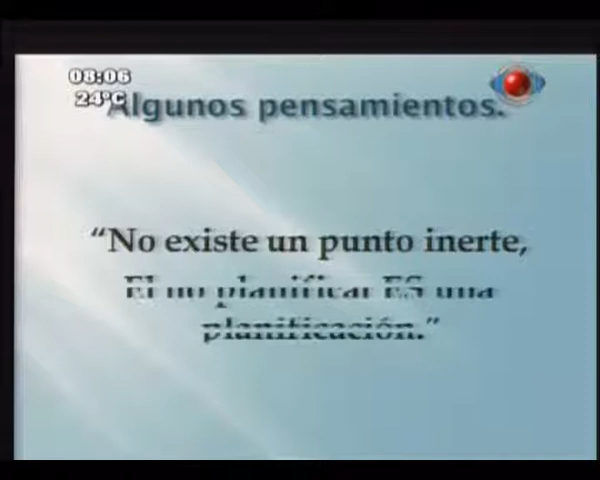 08:06
24°C
Algunos pensamientos.
“No existe un punto inerte,
El no planificar ES una
planificación.”